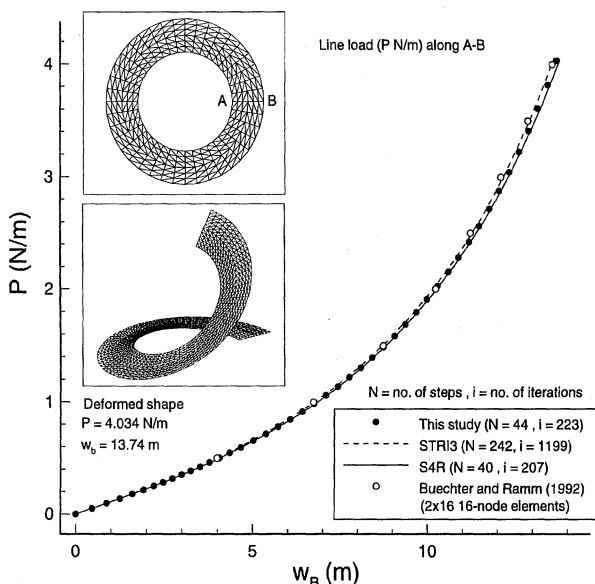 Line load (P N/m) along A-B
A B
P (N/m)
4
3
2
1
0
Deformed shape
P = 4.034 N/m
w_b = 13.74 m
N = no. of steps , i = no. of iterations
This study (N = 44 , i = 223)
STRI3 (N = 242, i = 1199)
S4R (N = 40 , i = 207)
Buechter and Ramm (1992)
(2x16 16-node elements)
0 5 10
w_B (m)